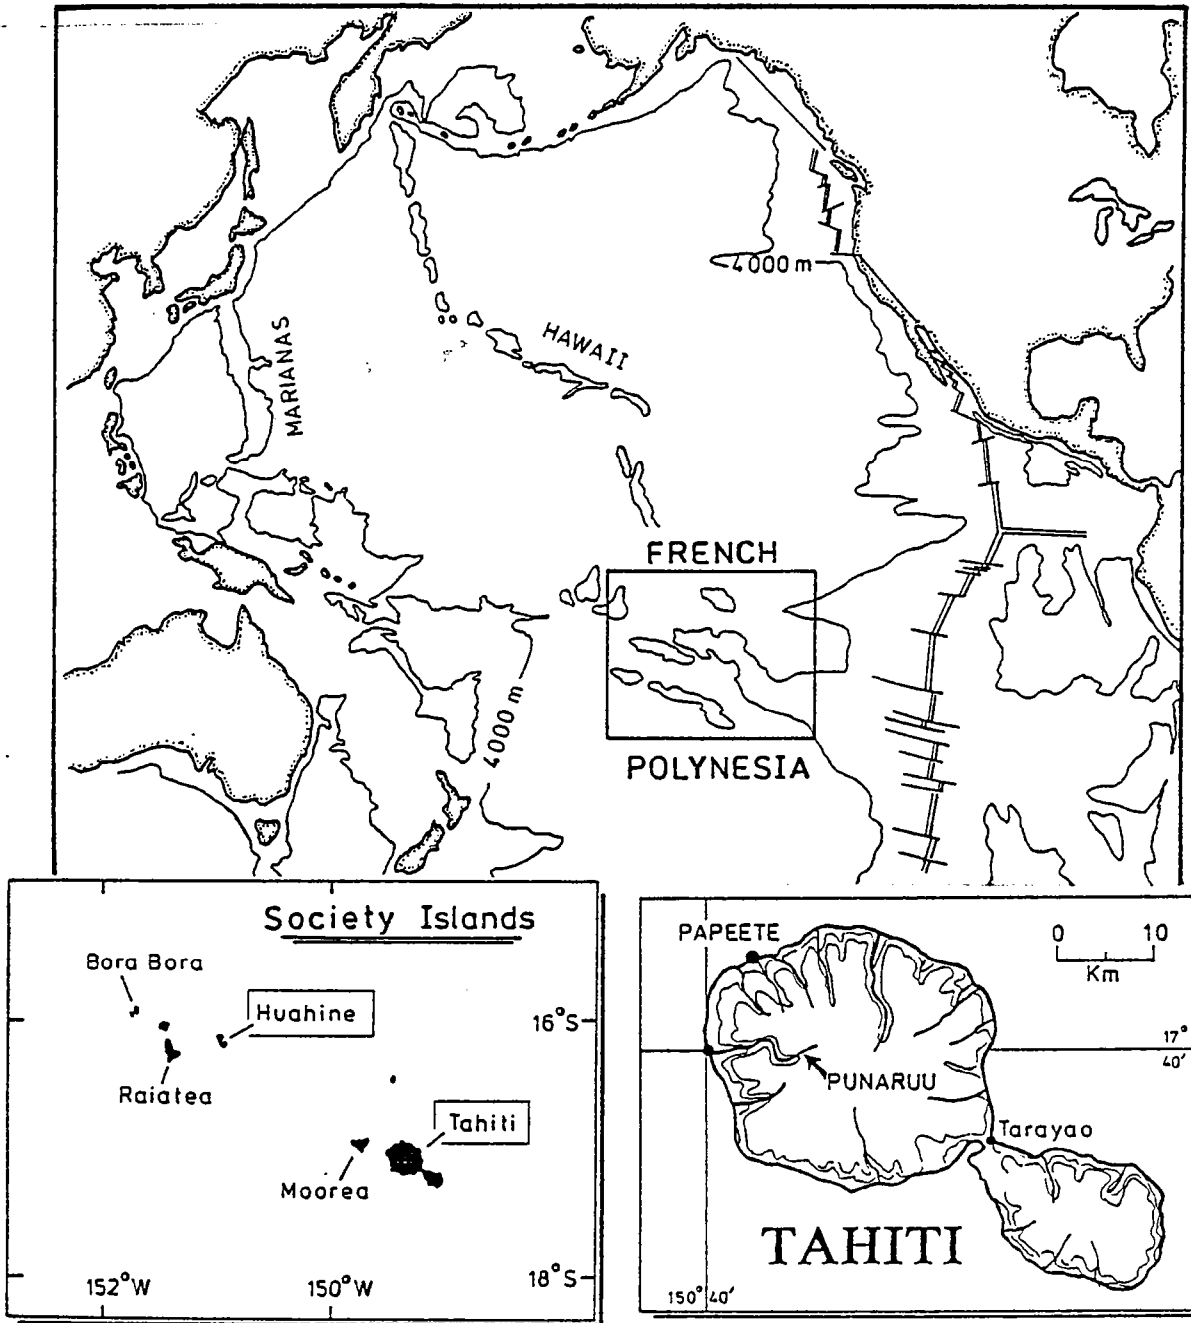 4000 m
HAWAII
MARIANAS
FRENCH
POLYNESIA
4000 m
Society Islands
Bora Bora
Huahine
16°S
Raiatea
Tahiti
Moorea
152°W
150°W
18°S
PAPEETE
0 10
Km
17°
40'
PUNARUU
Tarayao
TAHITI
150°40'